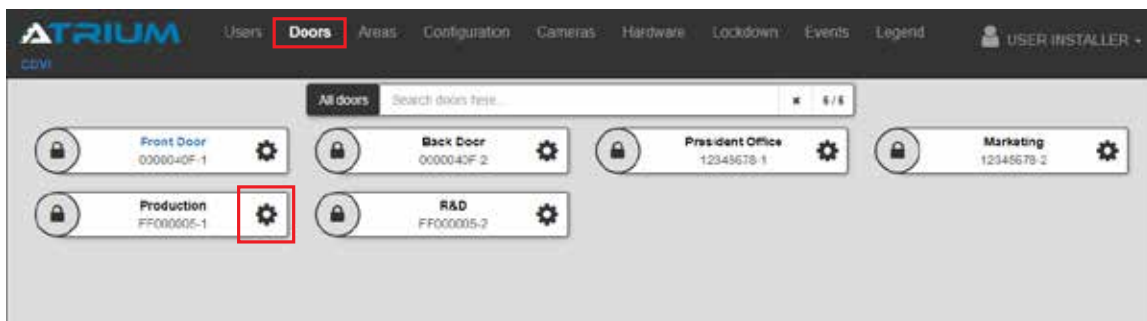 ATRIUM Users Doors Areas Configuration Cameras Hardware Lockdown Events Legend USER INSTALLER
CDVI
All doors Search doors here... 6 / 6
Front Door Back Door President Office Marketing
0000040F-1 0000040F-2 12345678-1 12345678-2
Production R&D
FF000005-1 FF000005-2